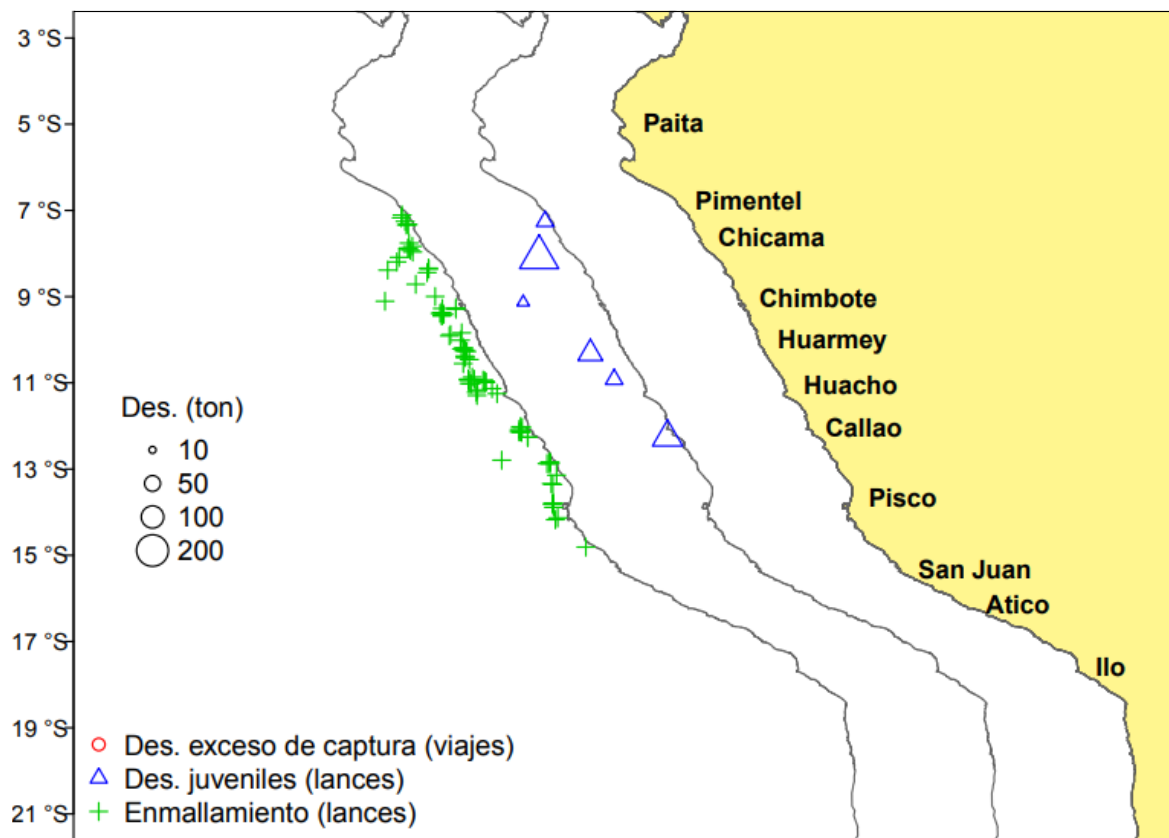 3 °S
5 °S
7 °S
9 °S
11 °S
13 °S
15 °S
17 °S
19 °S
21 °S
Paita
Pimentel
Chicama
Chimbote
Huarmey
Huacho
Callao
Pisco
San Juan
Atico
Ilo
Des. (ton)
10
50
100
200
Des. exceso de captura (viajes)
Des. juveniles (lances)
Enmallamiento (lances)